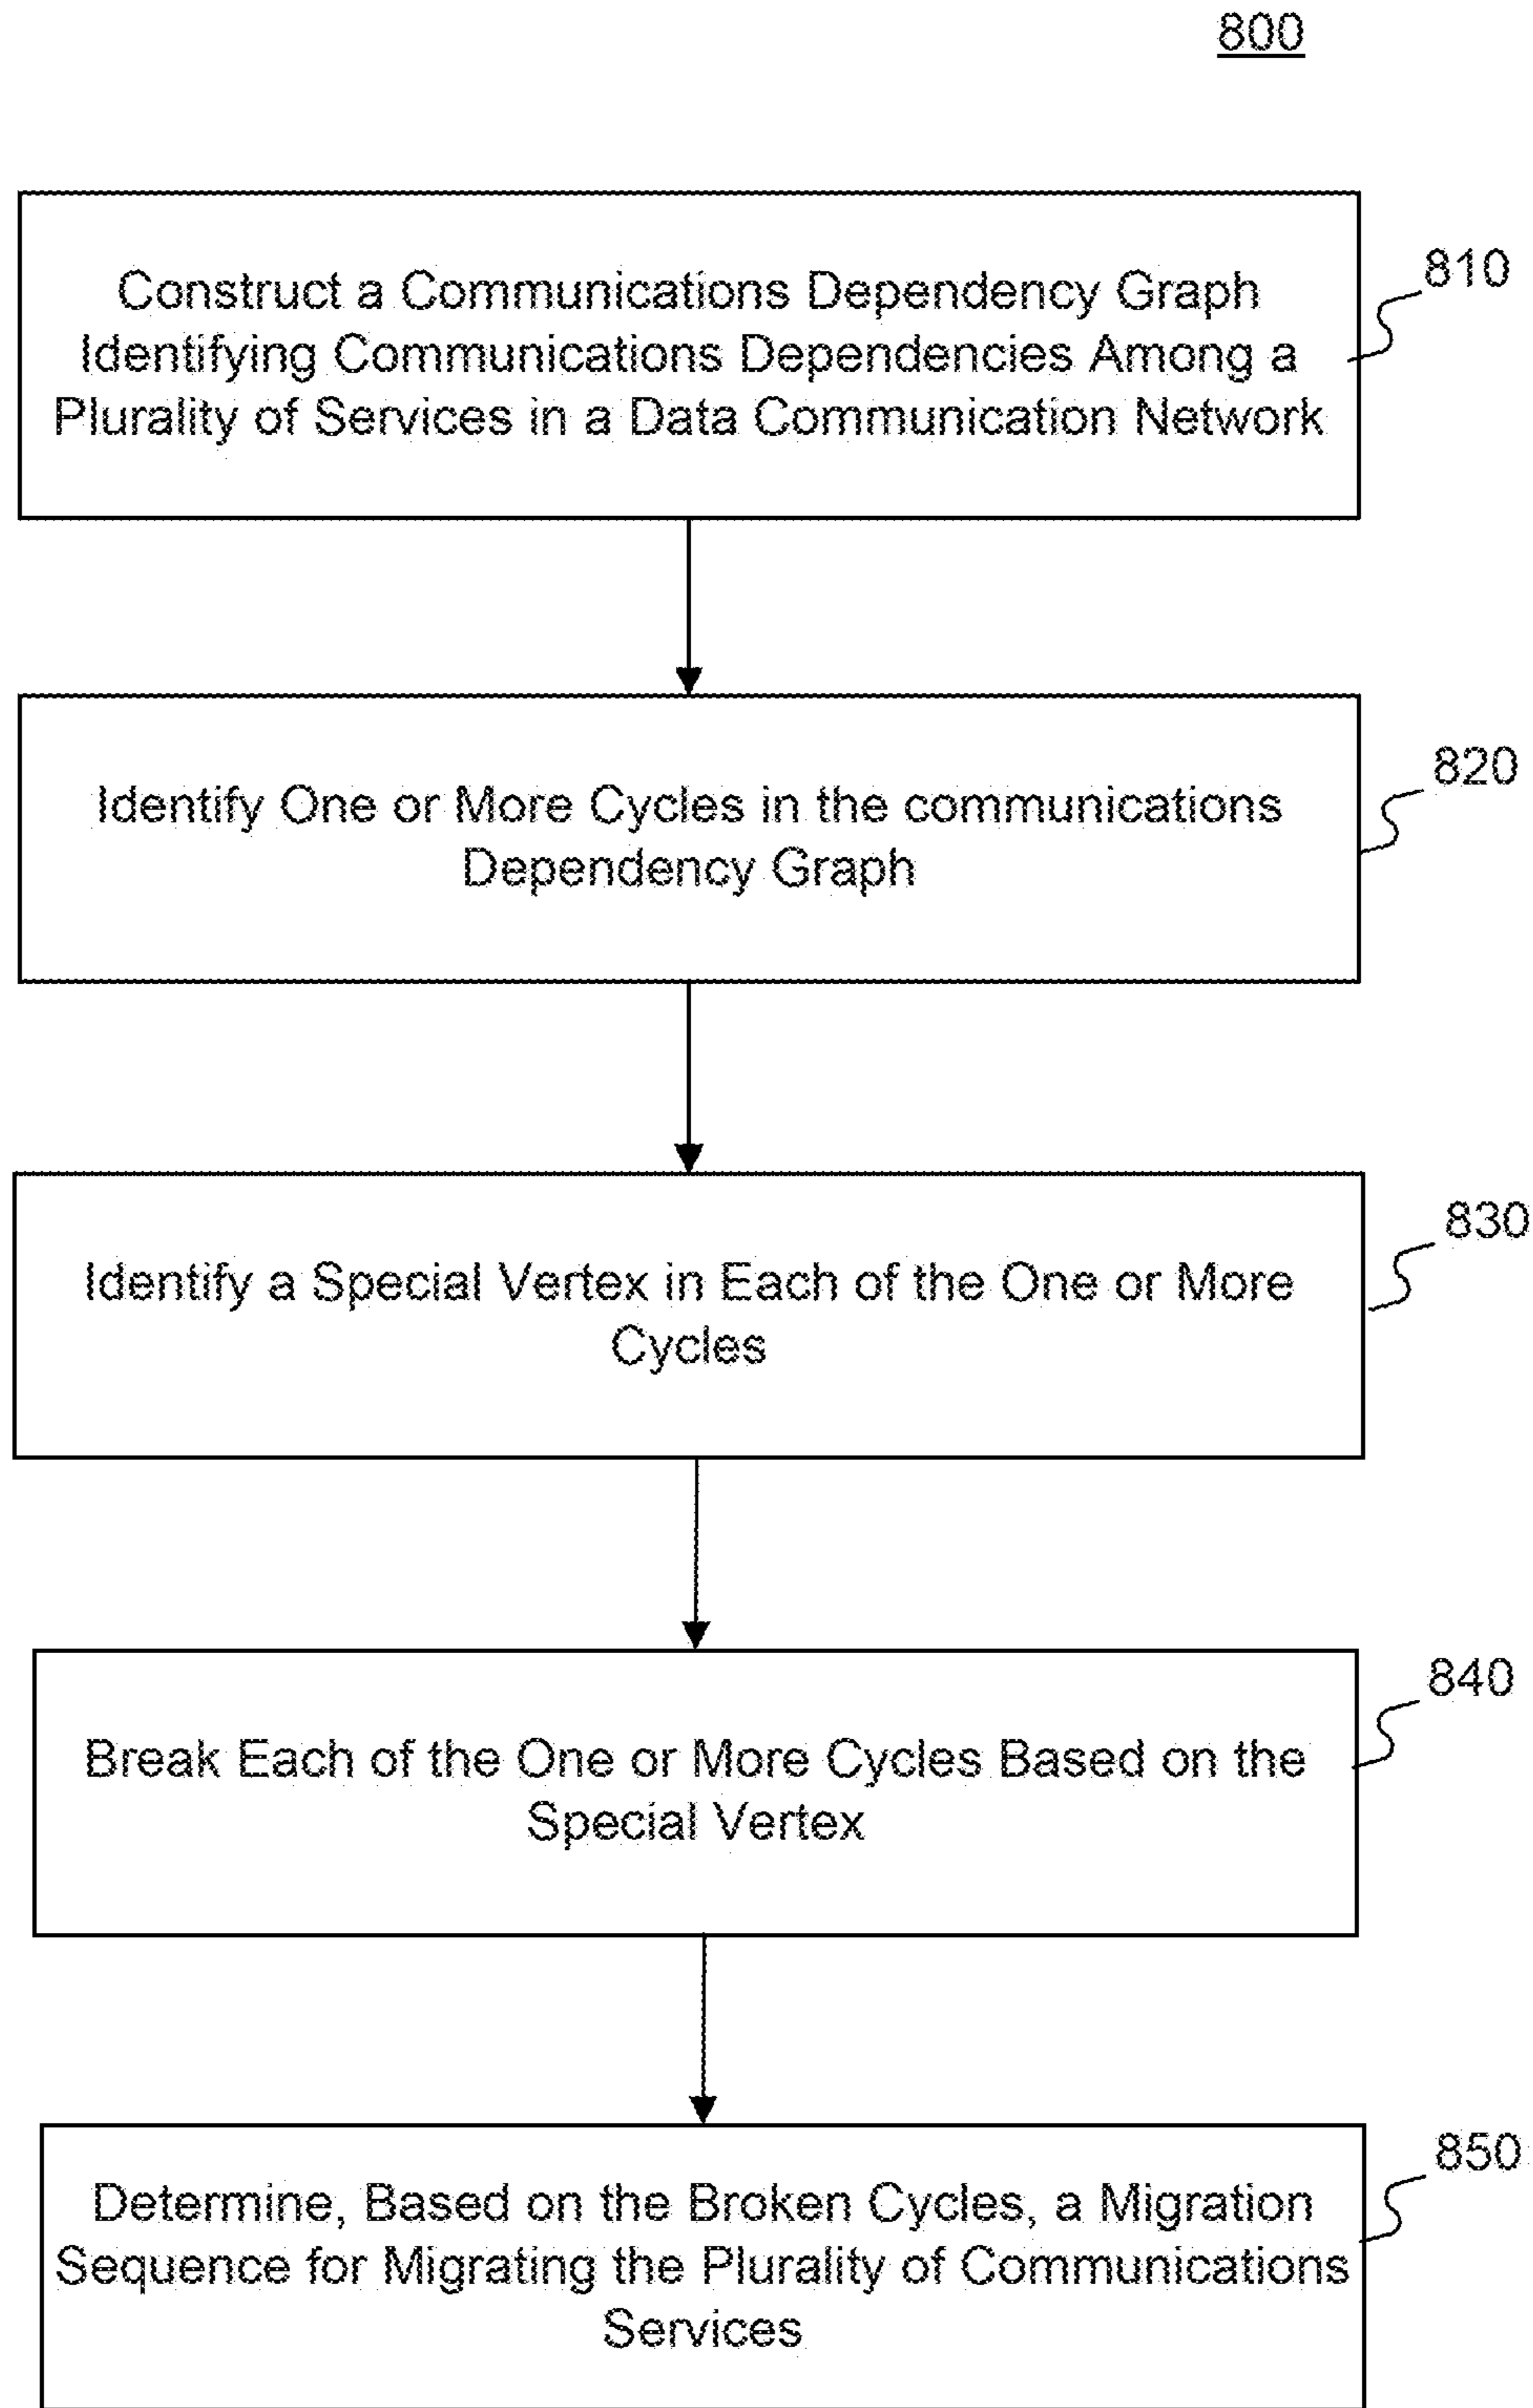 800
Construct a Communications Dependency Graph
Identifying Communications Dependencies Among a
Plurality of Services in a Data Communication Network
810
Identify One or More Cycles in the communications
Dependency Graph
820
Identify a Special Vertex in Each of the One or More
Cycles
830
Break Each of the One or More Cycles Based on the
Special Vertex
840
Determine, Based on the Broken Cycles, a Migration
Sequence for Migrating the Plurality of Communications
Services
850